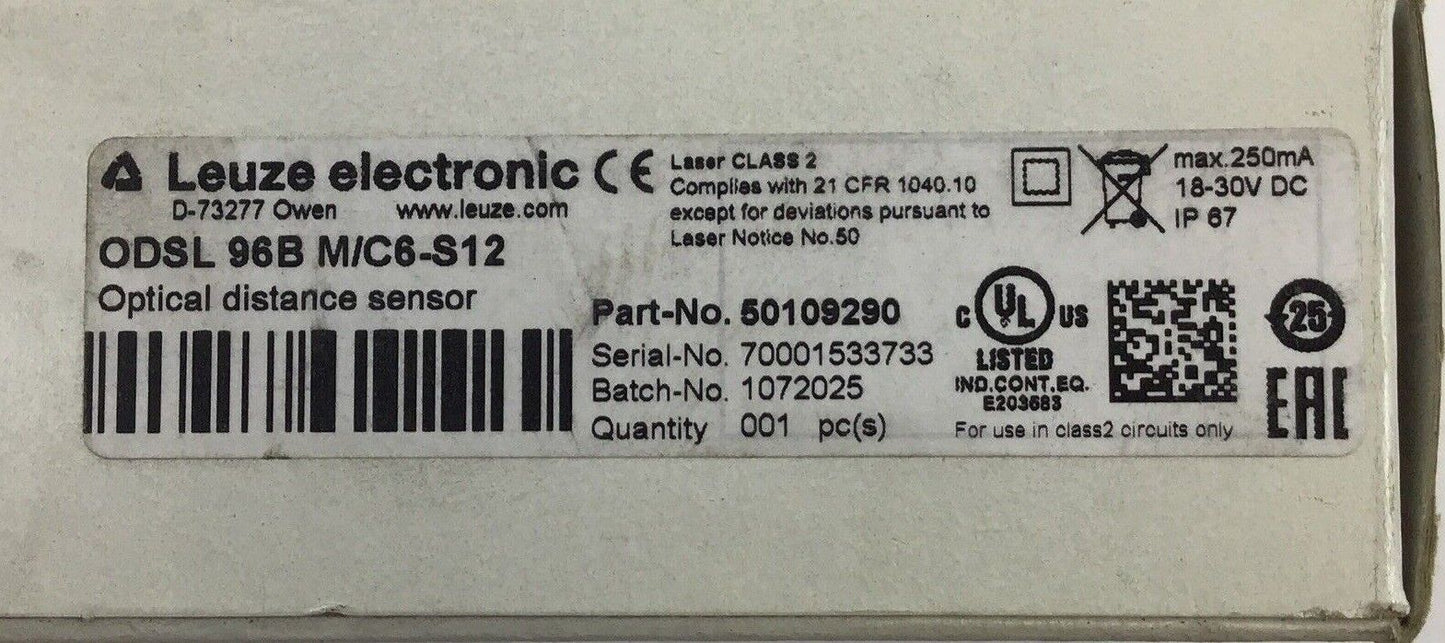 Leuze electronic CE
D-73277 Owen www.leuze.com
ODSL 96B M/C6-S12
Optical distance sensor
Laser CLASS 2
Complies with 21 CFR 1040.10
except for deviations pursuant to
Laser Notice No.50
max.250mA
18-30V DC
IP 67
Part-No. 50109290
Serial-No. 70001533733
Batch-No. 1072025
Quantity 001 pc(s)
C UL US
LISTED
IND.CONT.EQ.
E203683
For use in class2 circuits only
25
EAC